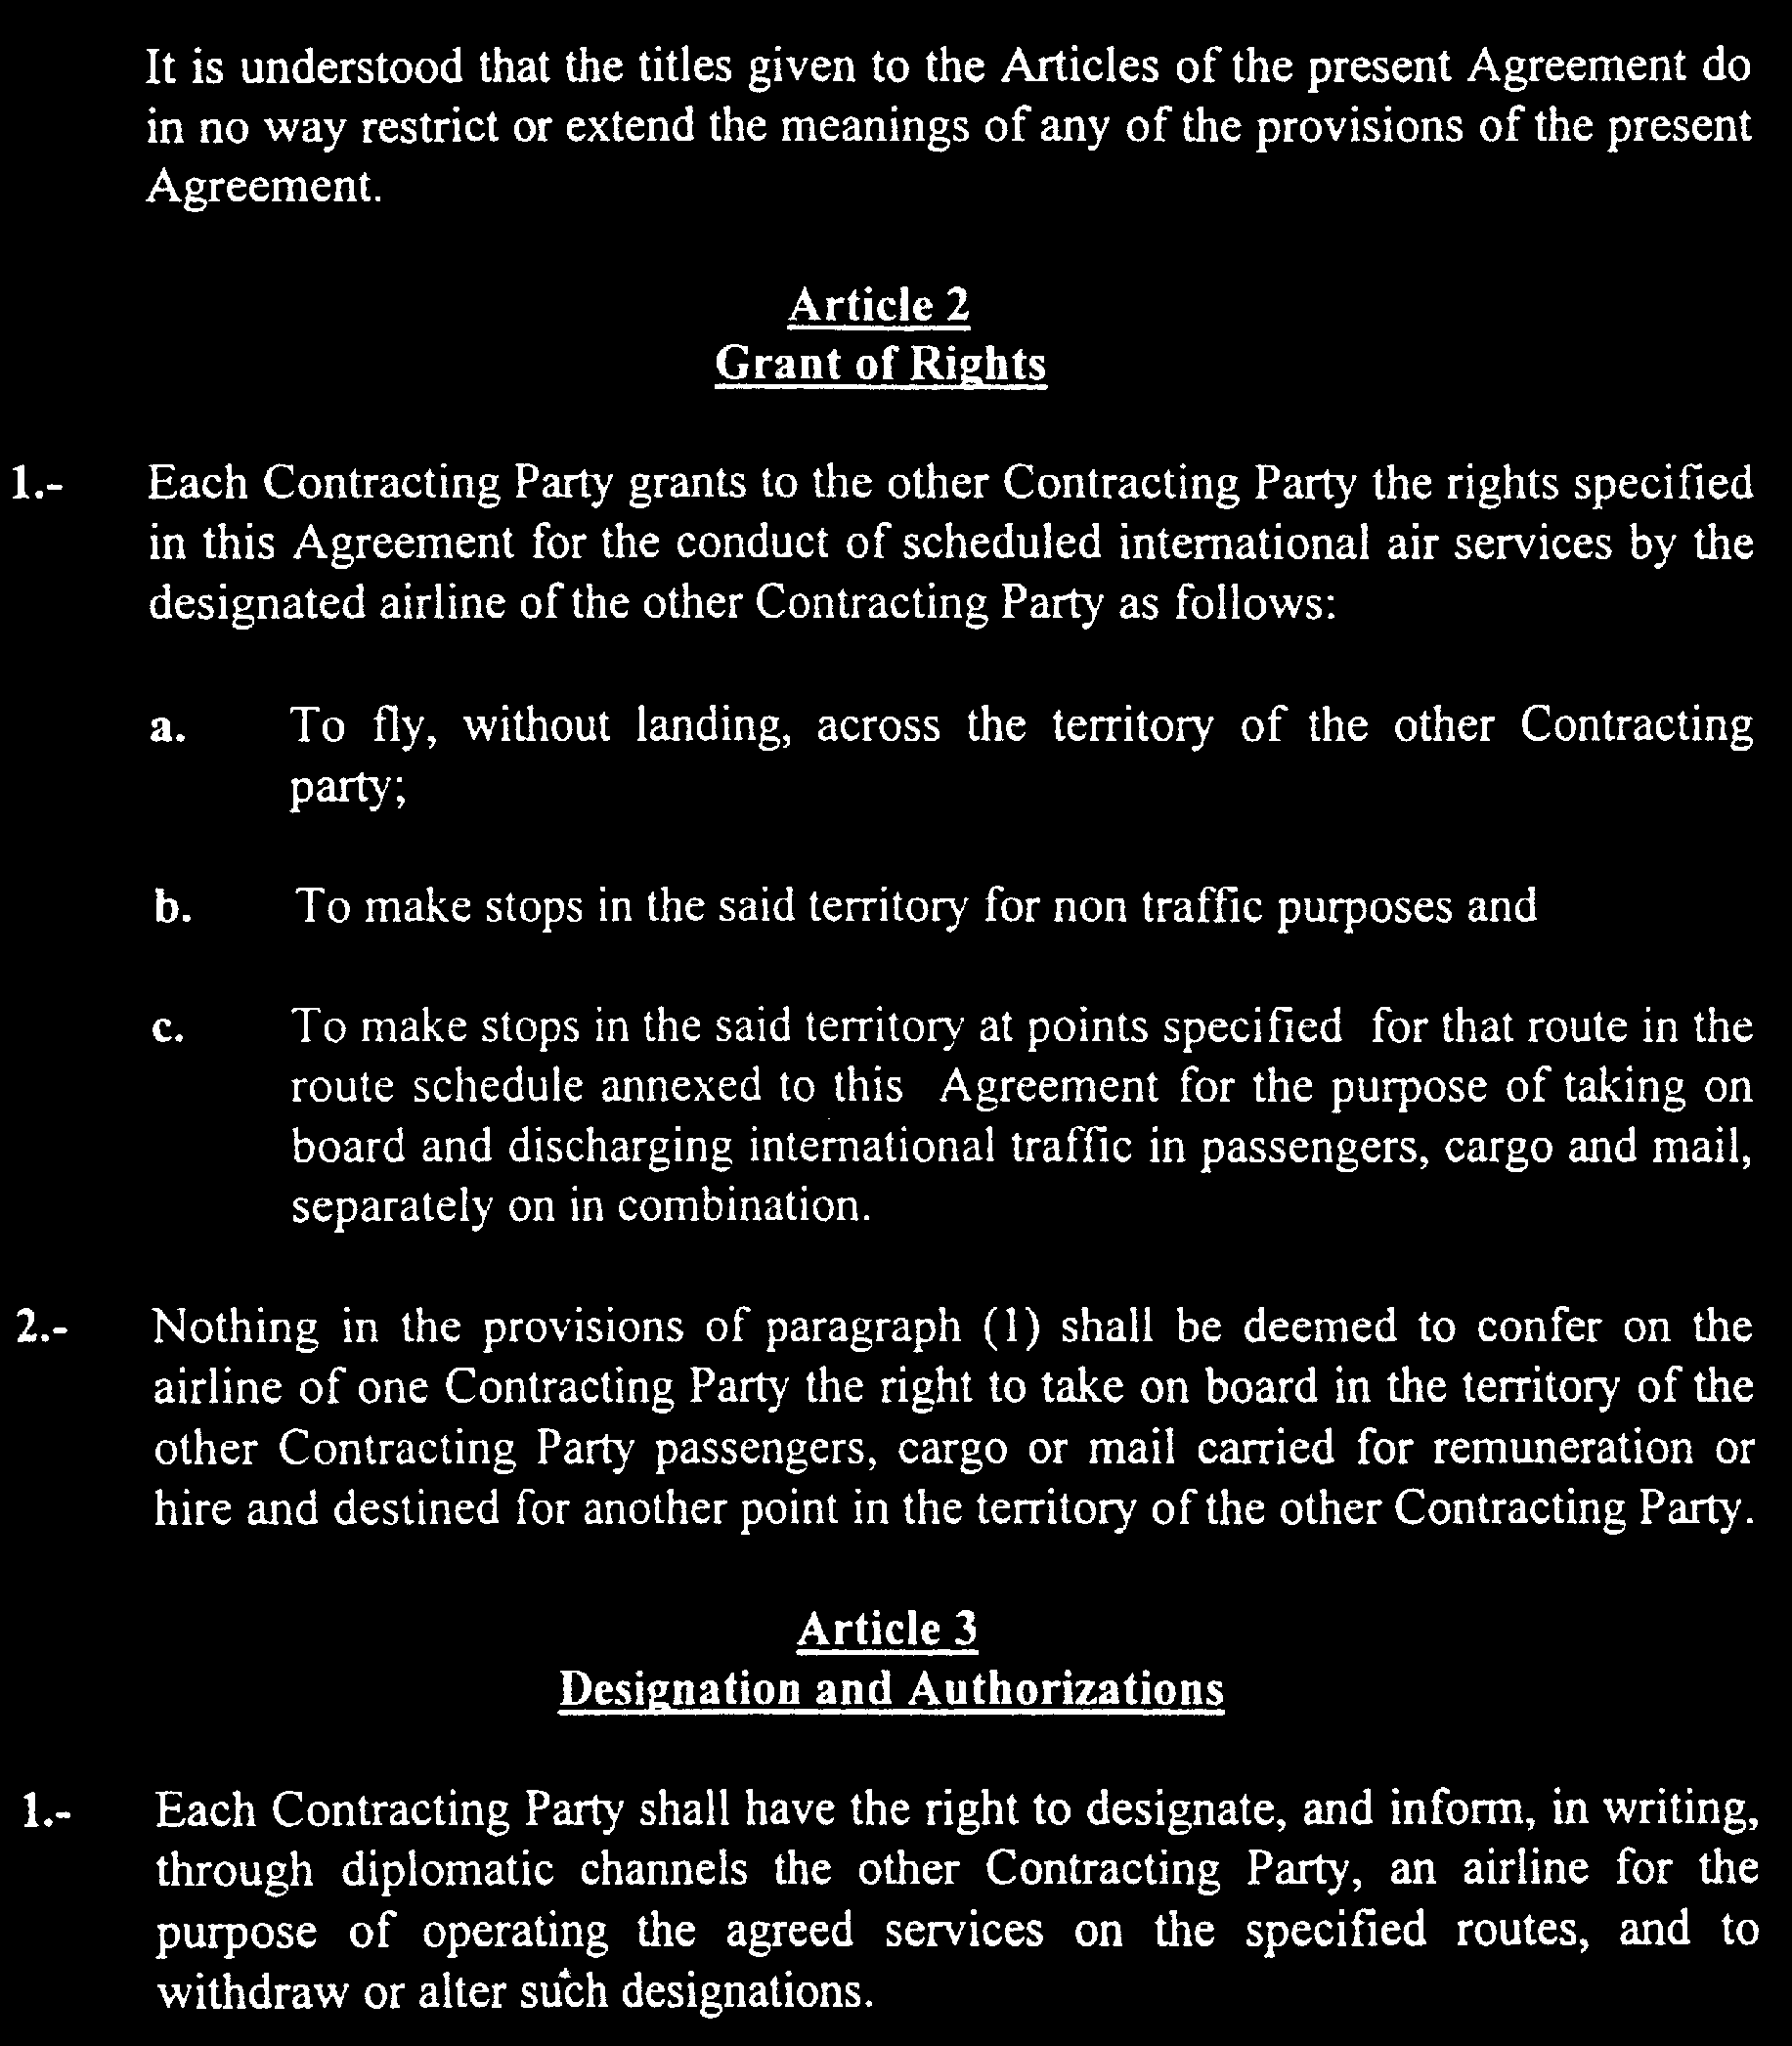 It is understood that the titles given to the Articles of the present Agreement do
in no way restrict or extend the meanings of any of the provisions of the present
Agreement.
Article 2
Grant of Rights
1.- Each Contracting Party grants to the other Contracting Party the rights specified
in this Agreement for the conduct of scheduled international air services by the
designated airline of the other Contracting Party as follows:
a. To fly, without landing, across the territory of the other Contracting
party;
b. To make stops in the said territory for non traffic purposes and
c. To make stops in the said territory at points specified for that route in the
route schedule annexed to this Agreement for the purpose of taking on
board and discharging international traffic in passengers, cargo and mail,
separately on in combination.
2.- Nothing in the provisions of paragraph (1) shall be deemed to confer on the
airline of one Contracting Party the right to take on board in the territory of the
other Contracting Party passengers, cargo or mail carried for remuneration or
hire and destined for another point in the territory of the other Contracting Party.
Article 3
Designation and Authorizations
1.- Each Contracting Party shall have the right to designate, and inform, in writing,
through diplomatic channels the other Contracting Party, an airline for the
purpose of operating the agreed services on the specified routes, and to
withdraw or alter such designations.